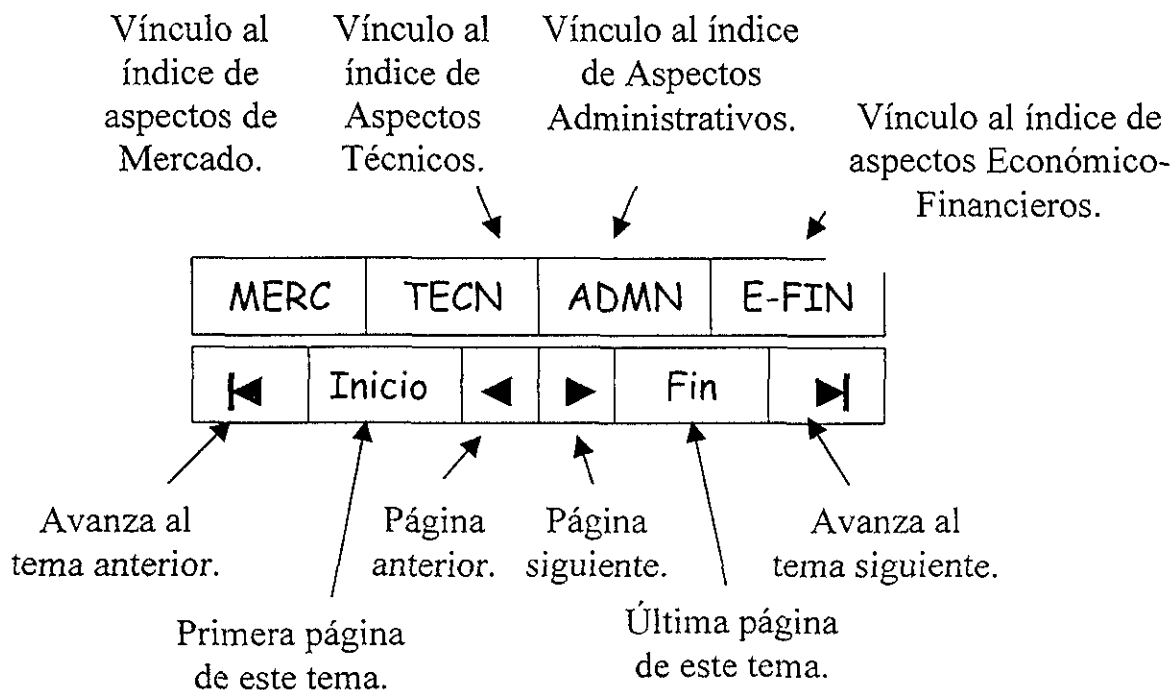 Vínculo al
índice de
aspectos de
Mercado.
Vínculo al
índice de
Aspectos
Técnicos.
Vínculo al índice
de Aspectos
Administrativos.
Vínculo al índice de
aspectos Económico-
Financieros.
MERC TECN ADMN E-FIN
Inicio Fin
Avanza al
tema anterior.
Página
anterior.
Página
siguiente.
Avanza al
tema siguiente.
Primera página
de este tema.
Última página
de este tema.